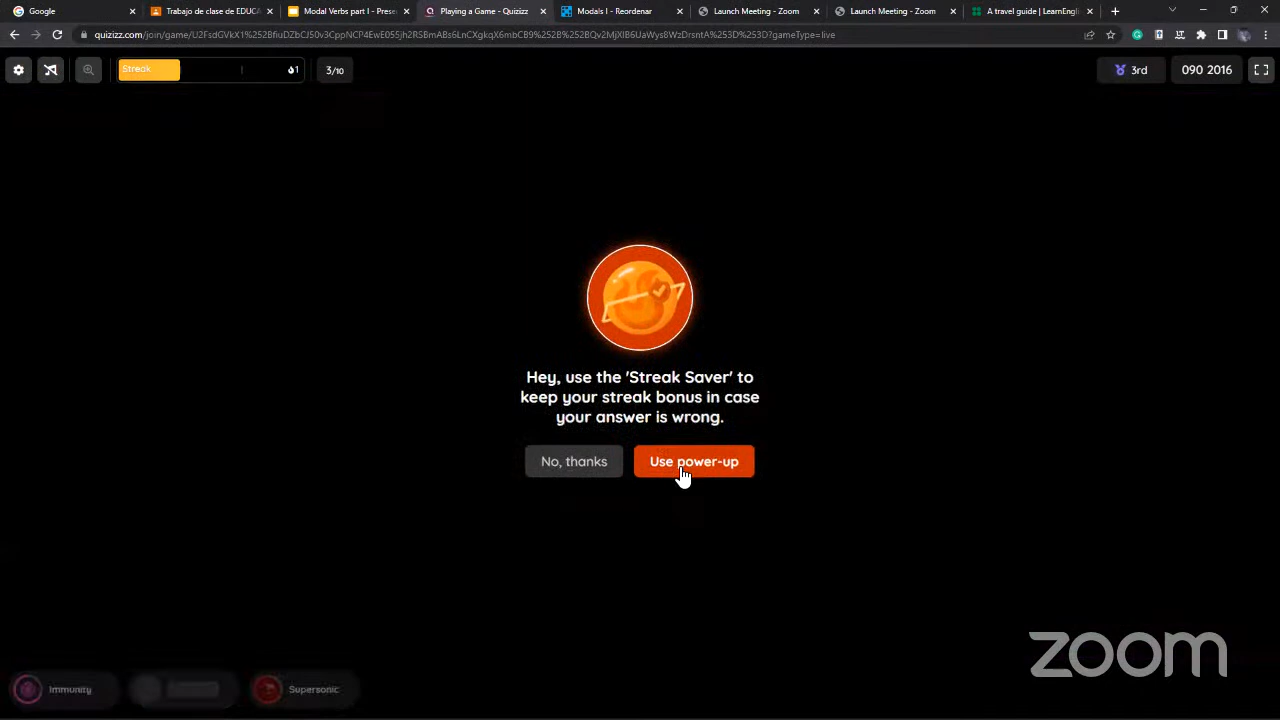 Google
Trabajo de clase de EDUCA
Modal Verbs part I - Prese
Playing a Game - Quizizz
Modals I - Reordenar
Launch Meeting - Zoom
Launch Meeting - Zoom
A travel guide | LearnEngli
Streak
1
3/10
3rd
090 2016
Hey, use the 'Streak Saver' to
keep your streak bonus in case
your answer is wrong.
No, thanks
Use power-up
Immunity
Supersonic
zoom